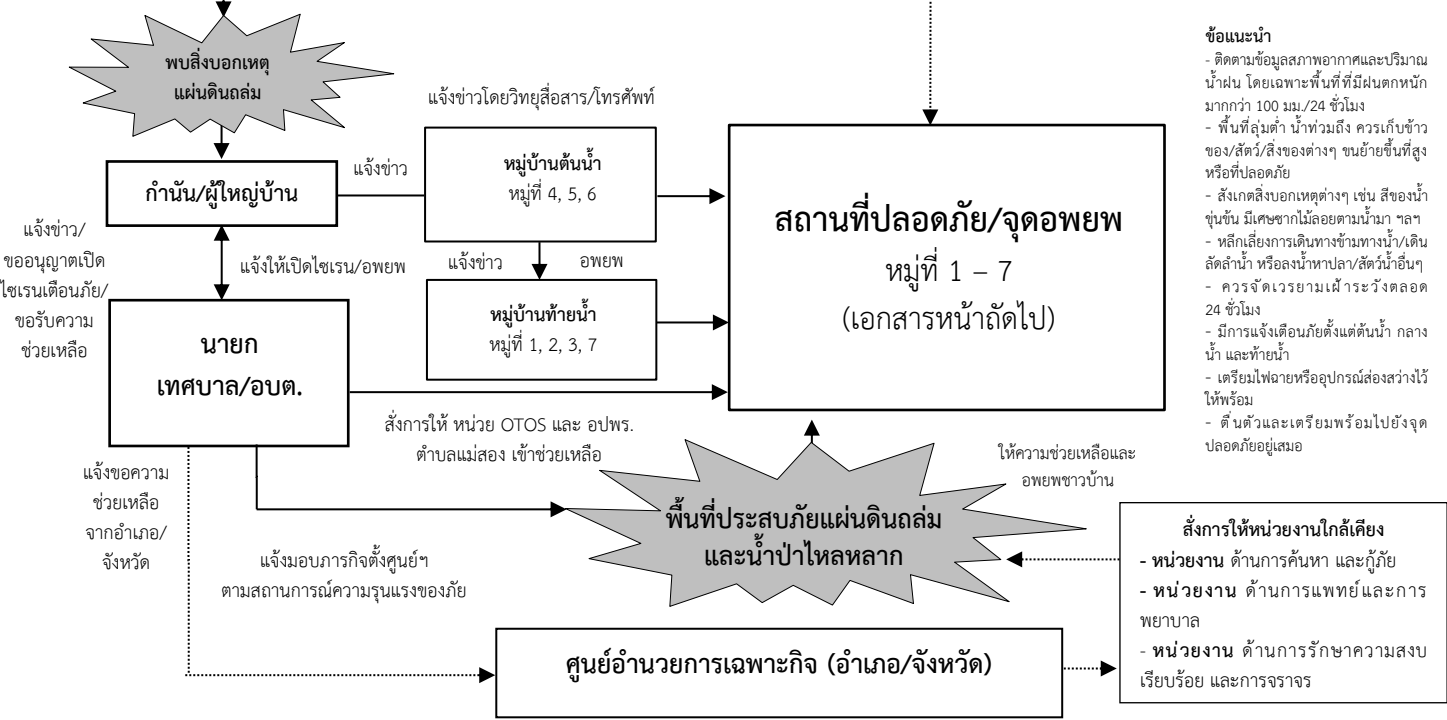 พบสิ่งบอกเหตุ
แผ่นดินถล่ม
แจ้งข่าวโดยวิทยุสื่อสาร/โทรศัพท์
กำนัน/ผู้ใหญ่บ้าน
แจ้งข่าว
หมู่บ้านต้นน้ำ
หมู่ที่ 4, 5, 6
แจ้งข่าว
อพยพ
หมู่บ้านท้ายน้ำ
หมู่ที่ 1, 2, 3, 7
สถานที่ปลอดภัย/จุดอพยพ
หมู่ที่ 1 – 7
(เอกสารหน้าถัดไป)
แจ้งข่าว/
ขออนุญาตเปิด
ไซเรนเตือนภัย/
ขอรับความ
ช่วยเหลือ
แจ้งให้เปิดไซเรน/อพยพ
นายก
เทศบาล/อบต.
สั่งการให้ หน่วย OTOS และ อปพร.
ตำบลแม่สอง เข้าช่วยเหลือ
แจ้งขอความ
ช่วยเหลือ
จากอำเภอ/
จังหวัด
แจ้งมอบภารกิจตั้งศูนย์ฯ
ตามสถานการณ์ความรุนแรงของภัย
พื้นที่ประสบภัยแผ่นดินถล่ม
และน้ำป่าไหลหลาก
ให้ความช่วยเหลือและ
อพยพชาวบ้าน
ศูนย์อำนวยการเฉพาะกิจ (อำเภอ/จังหวัด)
ข้อแนะนำ
- ติดตามข้อมูลสภาพอากาศและปริมาณ
น้ำฝน โดยเฉพาะพื้นที่ที่มีฝนตกหนัก
มากกว่า 100 มม./24 ชั่วโมง
- พื้นที่ลุ่มต่ำ น้ำท่วมถึง ควรเก็บข้าว
ของ/สัตว์/สิ่งของต่างๆ ขนย้ายขึ้นที่สูง
หรือที่ปลอดภัย
- สังเกตสิ่งบอกเหตุต่างๆ เช่น สีของน้ำ
ขุ่นข้น มีเศษซากไม้ลอยตามน้ำมา ฯลฯ
- หลีกเลี่ยงการเดินทางข้ามทางน้ำ/เดิน
ลัดลำน้ำ หรือลงน้ำหาปลา/สัตว์น้ำอื่นๆ
- ควรจัดเวรยามเฝ้าระวังตลอด
24 ชั่วโมง
- มีการแจ้งเตือนภัยตั้งแต่ต้นน้ำ กลาง
น้ำ และท้ายน้ำ
- เตรียมไฟฉายหรืออุปกรณ์ส่องสว่างไว้
ให้พร้อม
- ตื่นตัวและเตรียมพร้อมไปยังจุด
ปลอดภัยอยู่เสมอ
สั่งการให้หน่วยงานใกล้เคียง
- หน่วยงาน ด้านการค้นหา และกู้ภัย
- หน่วยงาน ด้านการแพทย์และการ
พยาบาล
- หน่วยงาน ด้านการรักษาความสงบ
เรียบร้อย และการจราจร